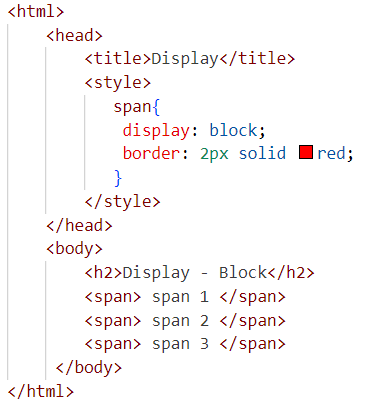 <html>
<head>
<title>Display</title>
<style>
span{
display: block;
border: 2px solid red;
}
</style>
</head>
<body>
<h2>Display - Block</h2>
<span> span 1 </span>
<span> span 2 </span>
<span> span 3 </span>
</body>
</html>